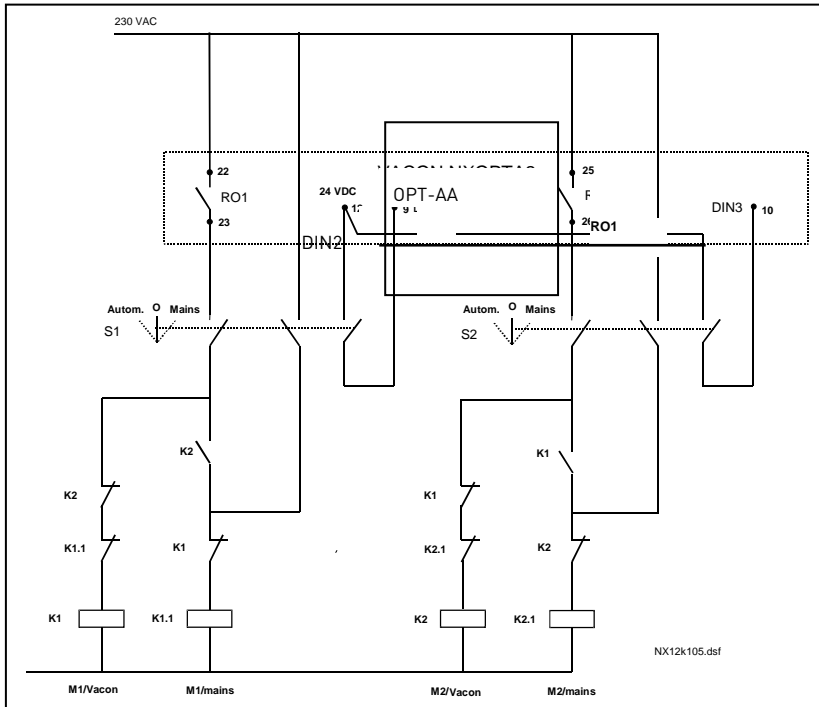 230 VAC
22
25
RO1
24 VDC
OPT-AA
DIN3
10
23
RO1
DIN2
Autom. O Mains
S1
Autom. O Mains
S2
K2
K1
K2
K1
K1.1
K1
K2.1
K2
K1
K1.1
K2
K2.1
NX12k105.dsf
M1/Vacon
M1/mains
M2/Vacon
M2/mains